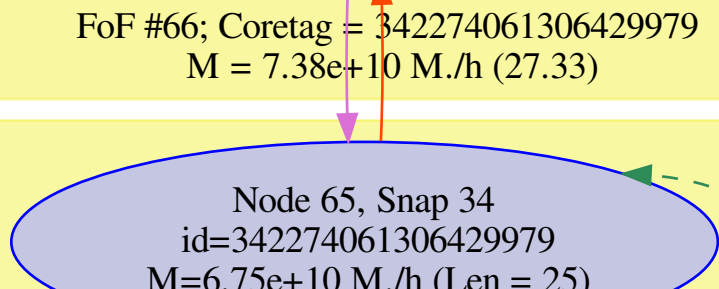 FoF #66; Coretag = 342274061306429979
M = 7.38e+10 M./h (27.33)
Node 65, Snap 34
id=342274061306429979
M=6.75e+10 M./h (Len = 25)